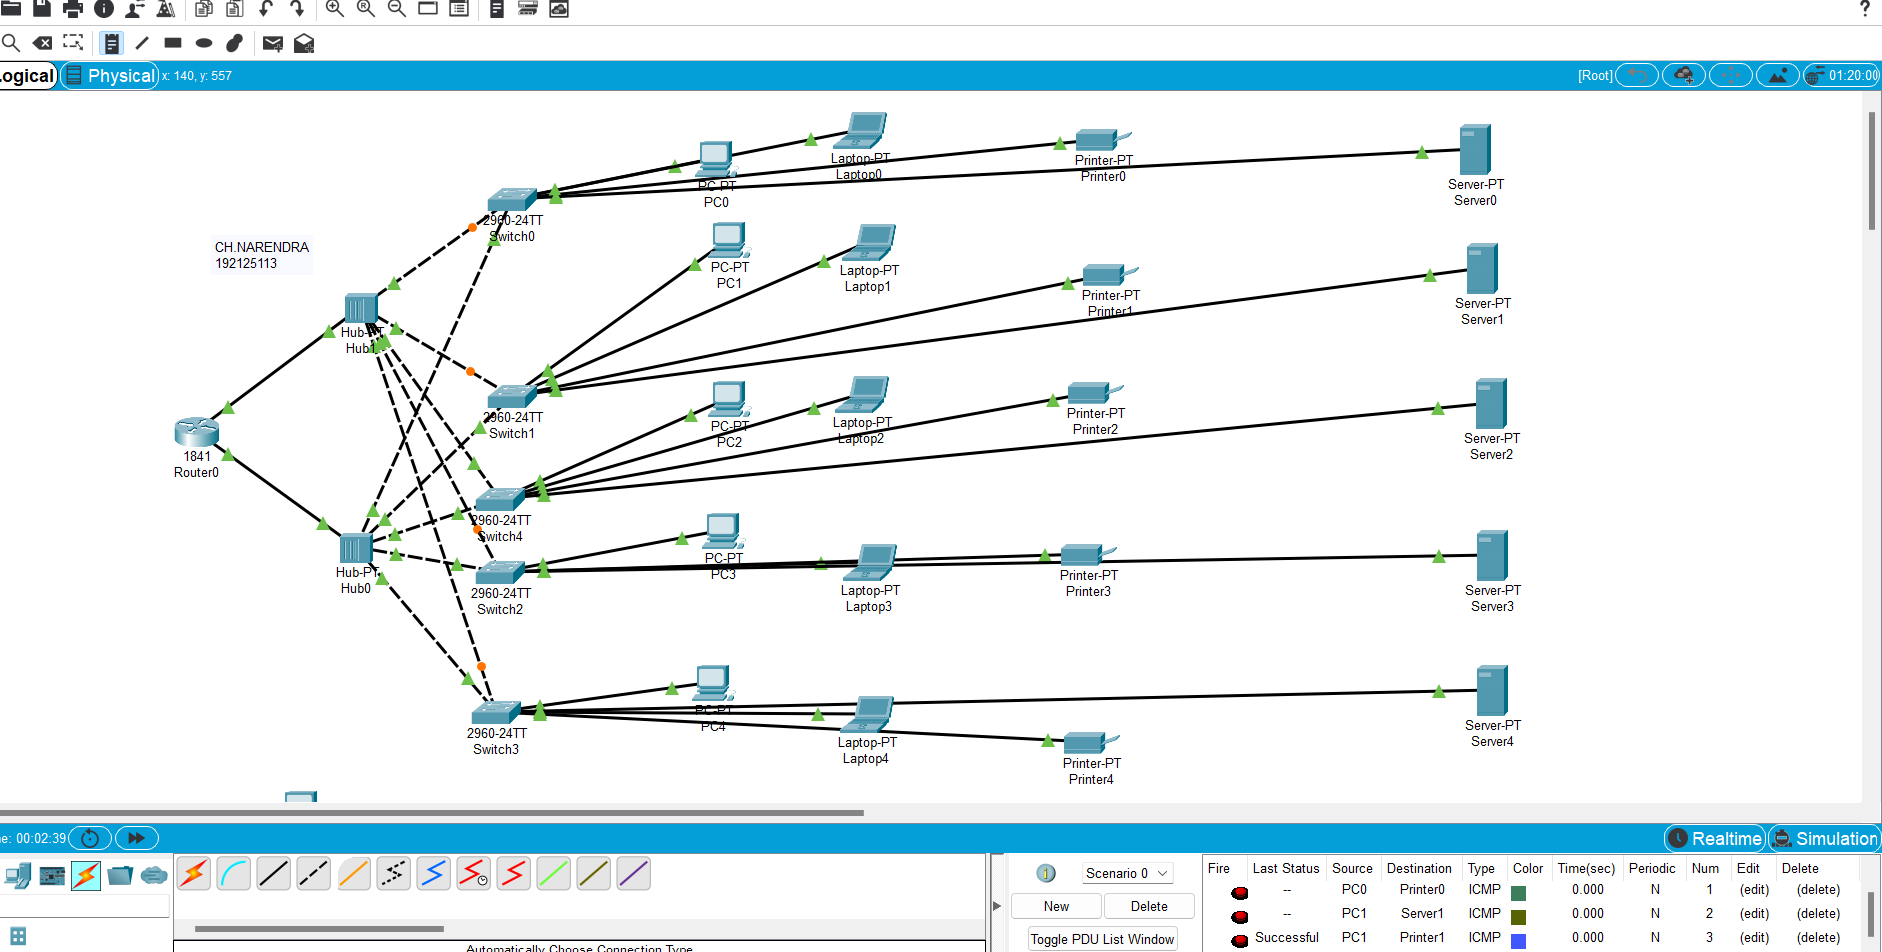 ?
Logical
Physical
x: 140, y: 557
[Root]
01:20:00
CH.NARENDRA
192125113
Laptop-PT
Laptop0
Printer-PT
Printer0
PC-PT
PC0
Server-PT
Server0
2960-24TT
Switch0
PC-PT
PC1
Laptop-PT
Laptop1
Printer-PT
Printer1
Server-PT
Server1
Hub-PT
Hub1
2960-24TT
Switch1
PC-PT
PC2
Laptop-PT
Laptop2
Printer-PT
Printer2
Server-PT
Server2
1841
Router0
2960-24TT
Switch4
PC-PT
PC3
Hub-PT
Hub0
2960-24TT
Switch2
Laptop-PT
Laptop3
Printer-PT
Printer3
Server-PT
Server3
PC-PT
PC4
2960-24TT
Switch3
Laptop-PT
Laptop4
Printer-PT
Printer4
Server-PT
Server4
e: 00:02:39
Realtime
Simulation
Scenario 0
New
Delete
Toggle PDU List Window
Fire Last Status Source Destination Type Color Time(sec) Periodic Num Edit Delete
-- PC0 Printer0 ICMP 0.000 N 1 (edit) (delete)
-- PC1 Server1 ICMP 0.000 N 2 (edit) (delete)
Successful PC1 Printer1 ICMP 0.000 N 3 (edit) (delete)
Automatically Choose Connection Type